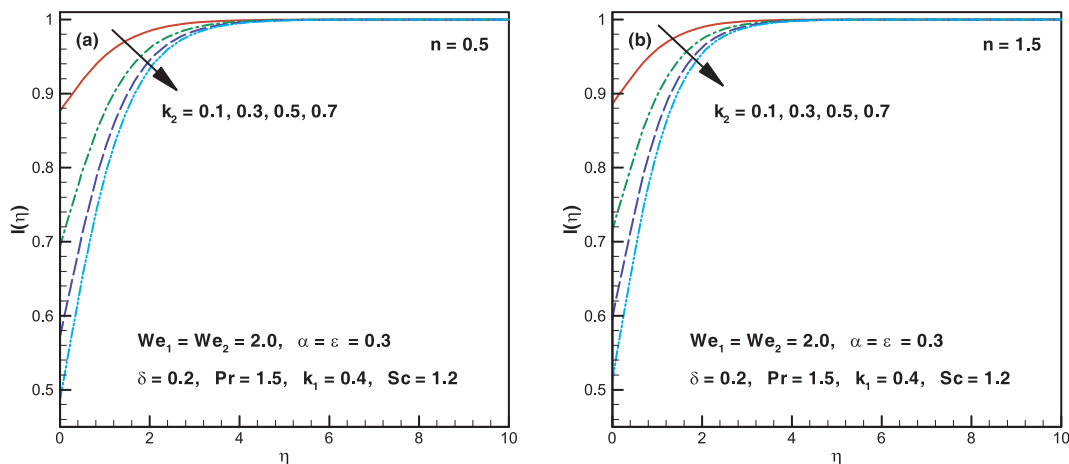 (a)
n = 0.5
k₂ = 0.1, 0.3, 0.5, 0.7
We₁ = We₂ = 2.0, α = ε = 0.3
δ = 0.2, Pr = 1.5, k₁ = 0.4, Sc = 1.2
l(η)
1
0.9
0.8
0.7
0.6
0.5
0 2 4 6 8 10
η
(b)
n = 1.5
k₂ = 0.1, 0.3, 0.5, 0.7
We₁ = We₂ = 2.0, α = ε = 0.3
δ = 0.2, Pr = 1.5, k₁ = 0.4, Sc = 1.2
l(η)
1
0.9
0.8
0.7
0.6
0.5
0 2 4 6 8 10
η